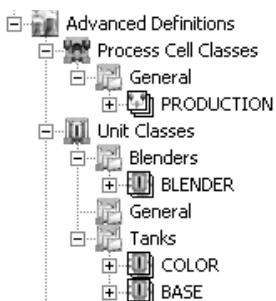 Advanced Definitions
Process Cell Classes
General
PRODUCTION
Unit Classes
Blenders
BLENDER
General
Tanks
COLOR
BASE